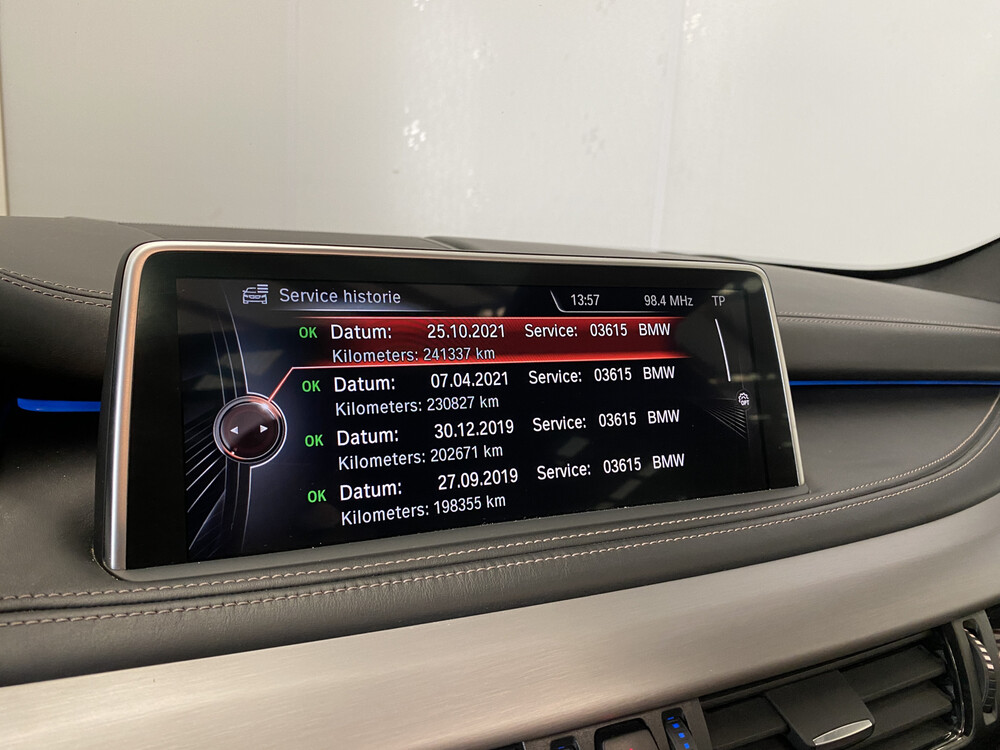 Service historie 13:57 98.4 MHz TP
OK Datum: 25.10.2021 Service: 03615 BMW
Kilometers: 241337 km
OK Datum: 07.04.2021 Service: 03615 BMW
Kilometers: 230827 km
OK Datum: 30.12.2019 Service: 03615 BMW
Kilometers: 202671 km
OK Datum: 27.09.2019 Service: 03615 BMW
Kilometers: 198355 km
OPT